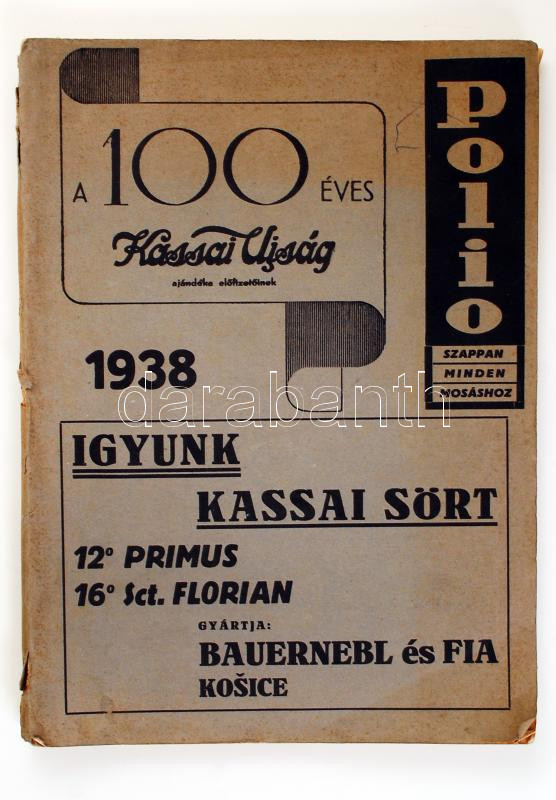 A 100 ÉVES
Kassai Ujság
ajándéka előfizetőinek
Polio
SZAPPAN
MINDEN
MOSÁSHOZ
1938
darabanth
IGYUNK
KASSAI SÖRT
12° PRIMUS
16° Sct. FLORIAN
GYÁRTJA:
BAUERNEBL és FIA
KOŠICE